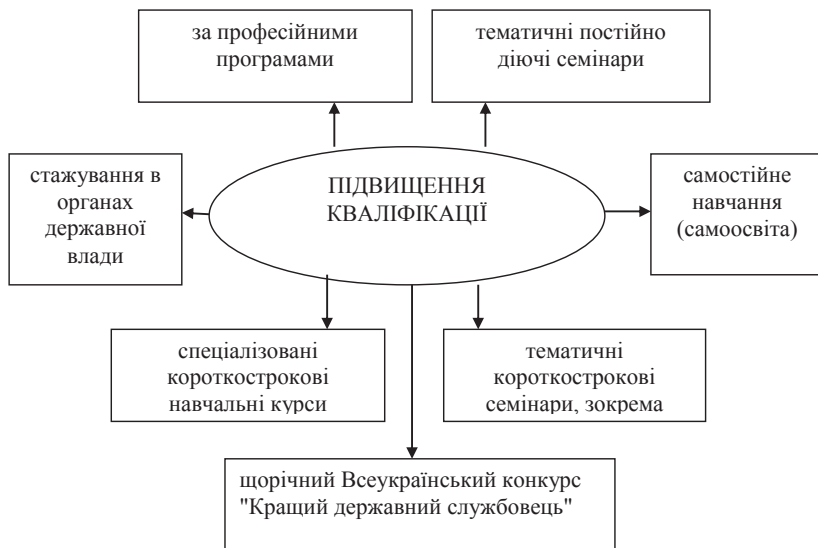 за професійними
програмами
тематичні постійно
діючі семінари
стажування в
органах
державної
влади
ПІДВИЩЕННЯ
КВАЛІФІКАЦІЇ
самостійне
навчання
(самоосвіта)
спеціалізовані
короткострокові
навчальні курси
тематичні
короткострокові
семінари, зокрема
щорічний Всеукраїнський конкурс
"Кращий державний службовець"